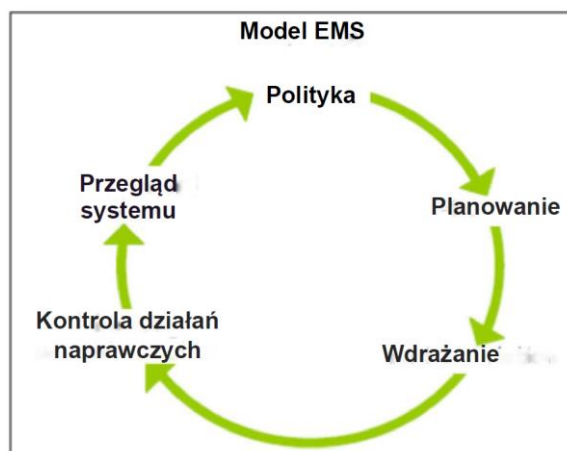 Model EMS
Polityka
Planowanie
Wdrażanie
Kontrola działań
naprawczych
Przegląd
systemu